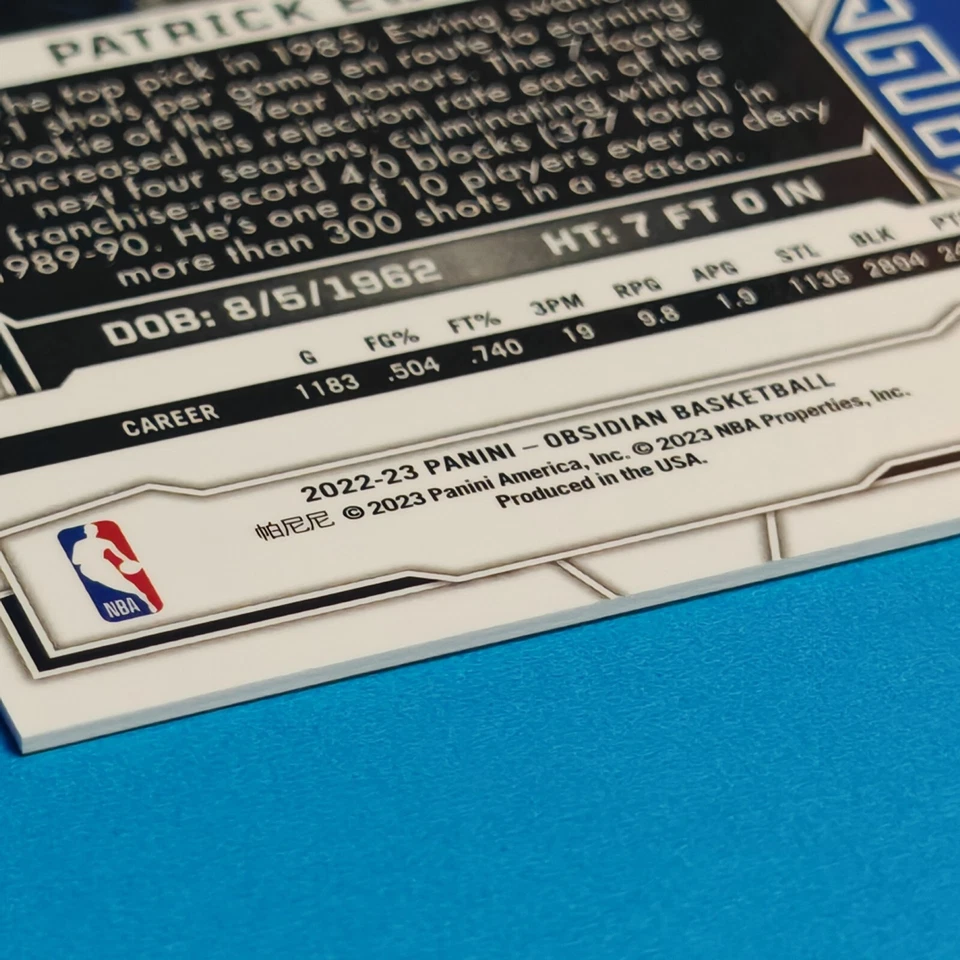 PATRICK
The top pick in 1985, Ewing
shots per game en route to earning
Rookie of the Year honors. The 7-footer
increased his rejection rate each of the
next four seasons, culminating with a
franchise-record 4.0 blocks (327 total) in
1989-90. He's one of 10 players ever to deny
more than 300 shots in a season.
DOB: 8/5/1962 HT: 7 FT 0 IN
G FG% FT% 3PM RPG APG STL BLK
CAREER 1183 .504 .740 19 9.8 1.9 1136 2894
2022-23 PANINI – OBSIDIAN BASKETBALL
帕尼尼 © 2023 Panini America, Inc. © 2023 NBA Properties, Inc.
Produced in the USA.
NBA